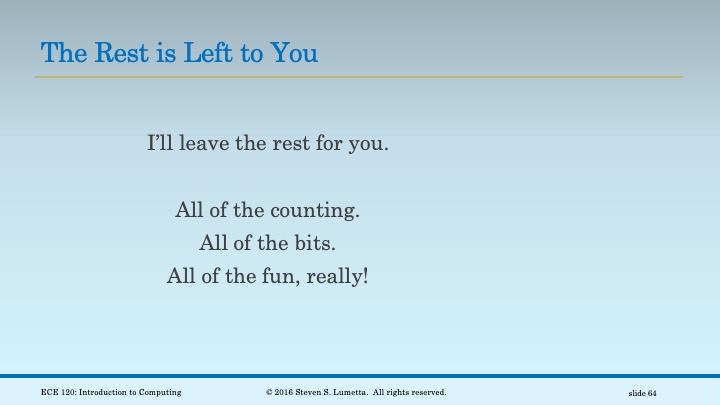 The Rest is Left to You
I’ll leave the rest for you.
All of the counting.
All of the bits.
All of the fun, really!
ECE 120: Introduction to Computing
© 2016 Steven S. Lumetta.  All rights reserved.
slide 64